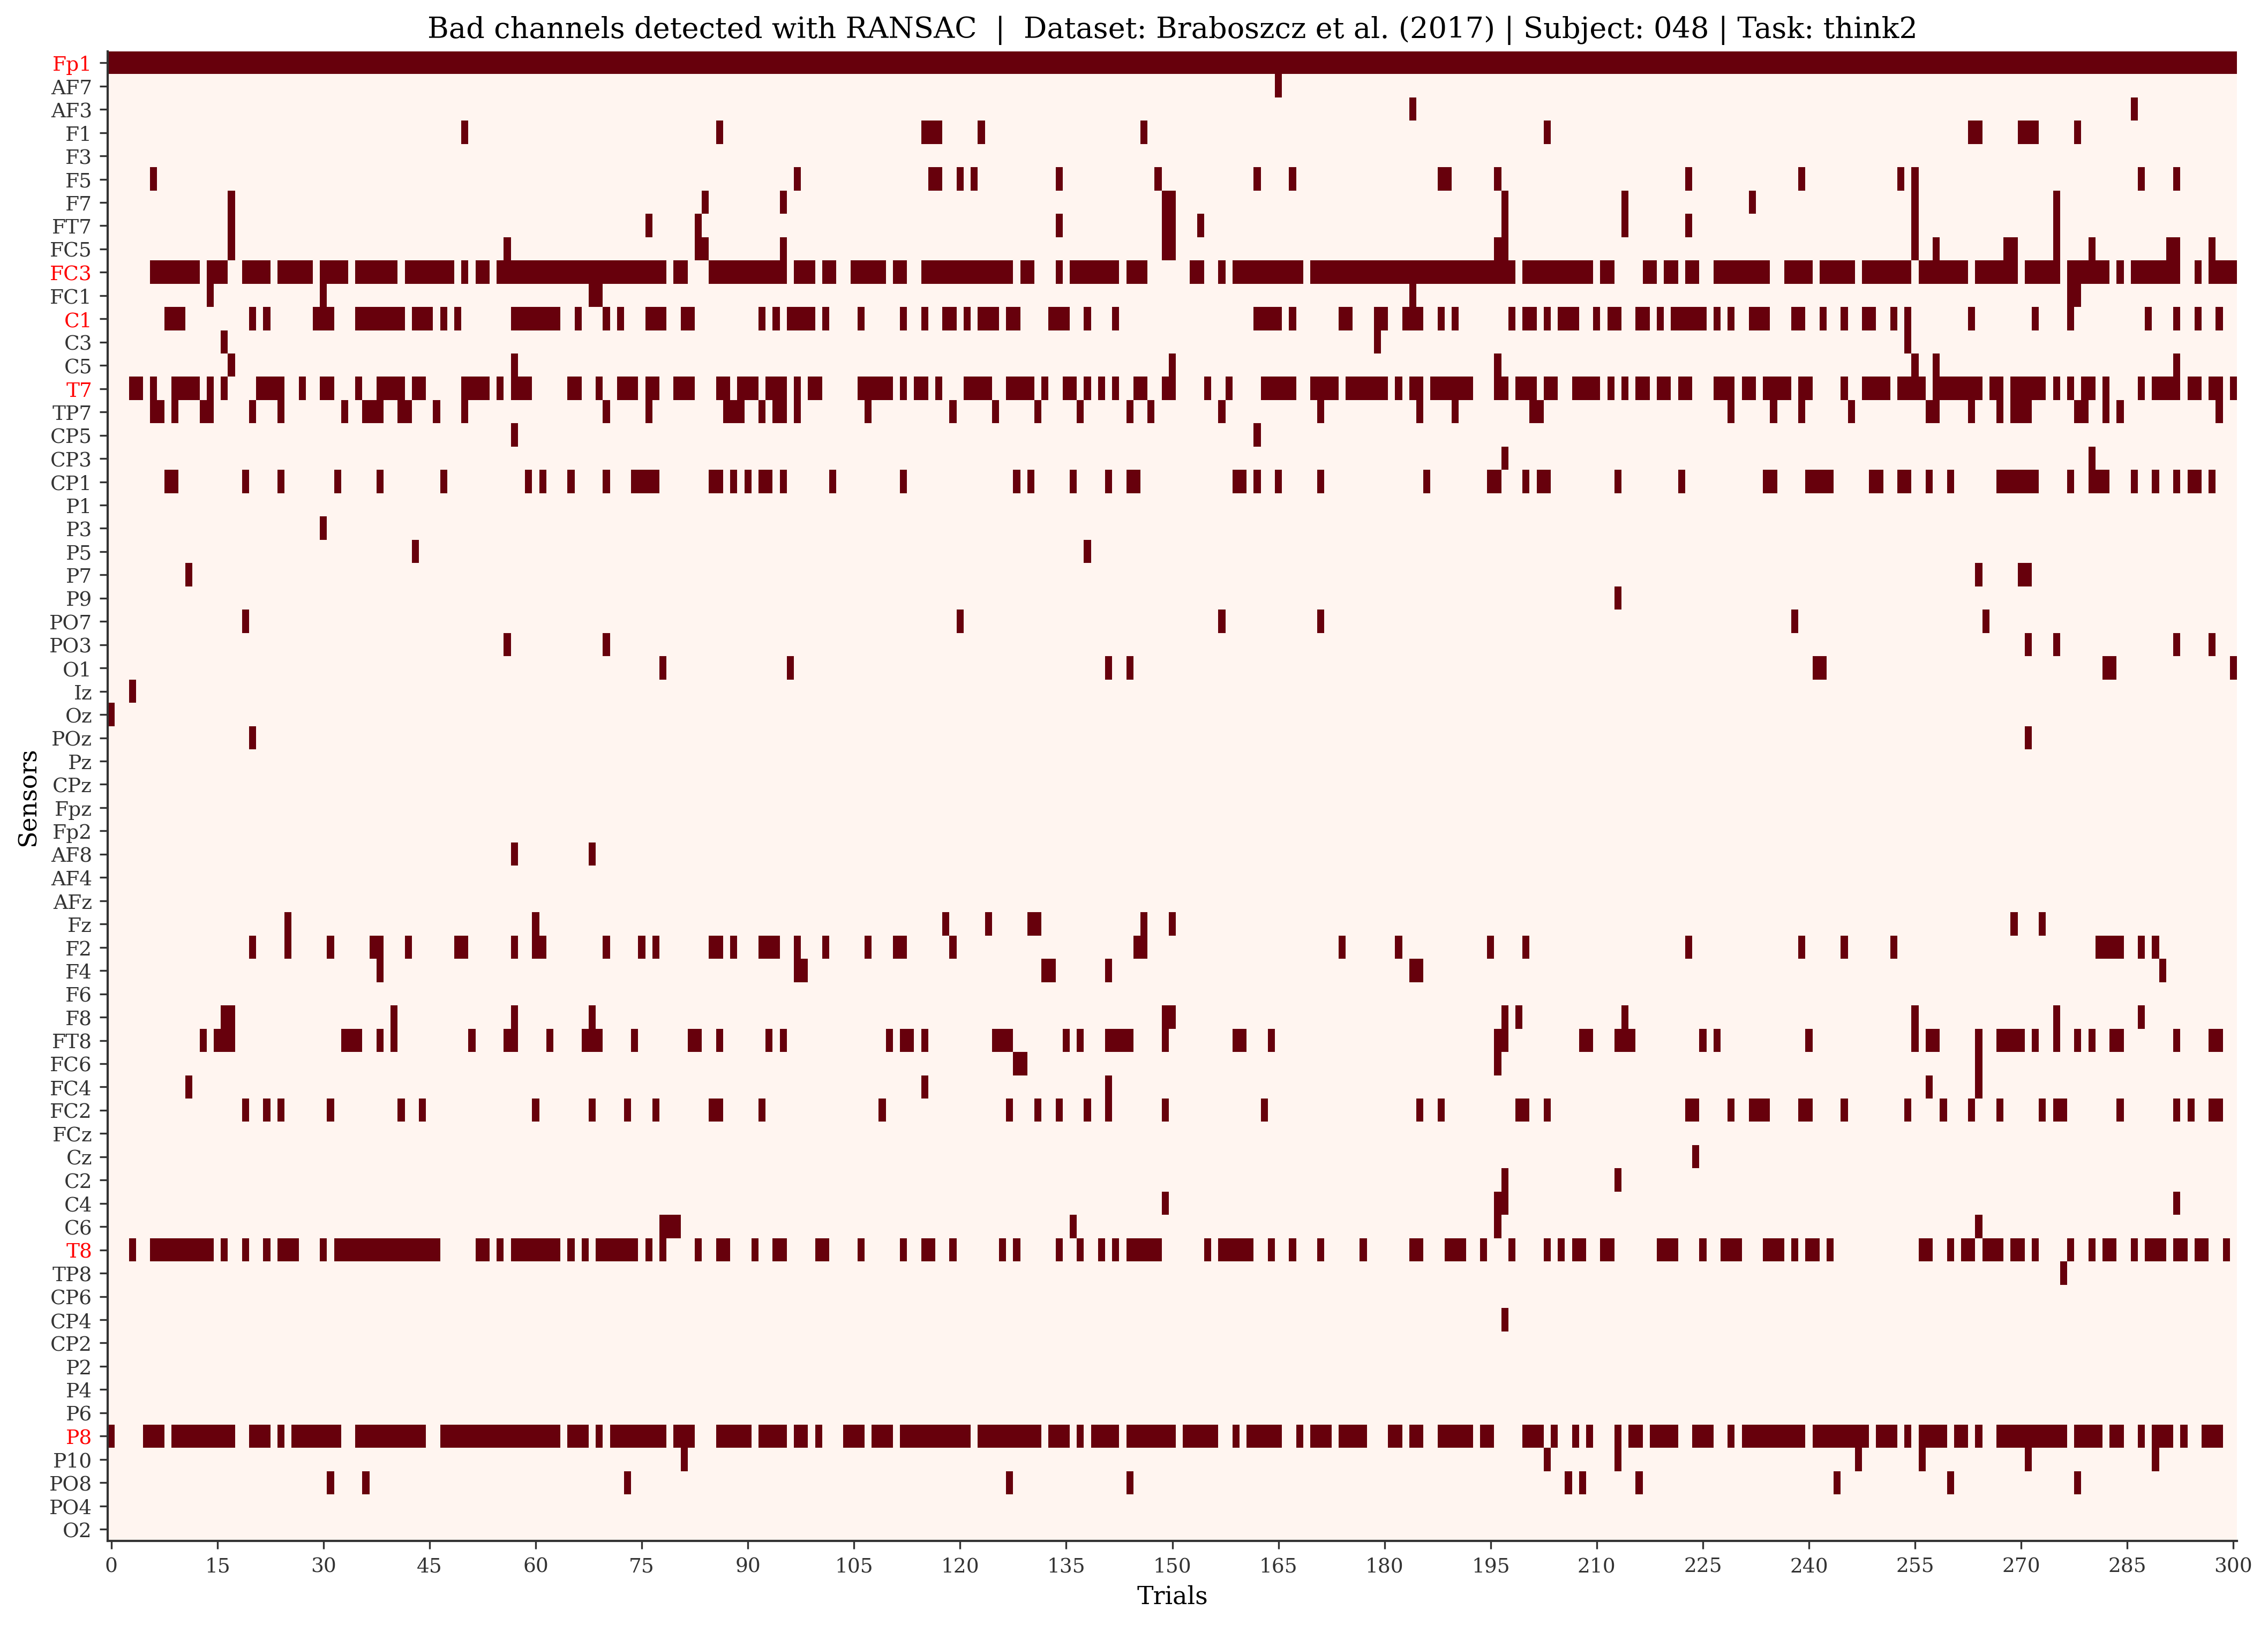 Bad channels detected with RANSAC | Dataset: Braboszcz et al. (2017) | Subject: 048 | Task: think2
Sensors
Fp1
AF7
AF3
F1
F3
F5
F7
FT7
FC5
FC3
FC1
C1
C3
C5
T7
TP7
CP5
CP3
CP1
P1
P3
P5
P7
P9
PO7
PO3
O1
Iz
Oz
POz
Pz
CPz
Fpz
Fp2
AF8
AF4
AFz
Fz
F2
F4
F6
F8
FT8
FC6
FC4
FC2
FCz
Cz
C2
C4
C6
T8
TP8
CP6
CP4
CP2
P2
P4
P6
P8
P10
PO8
PO4
O2
0 15 30 45 60 75 90 105 120 135 150 165 180 195 210 225 240 255 270 285 300
Trials